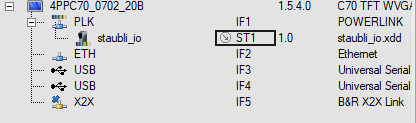 4PPC70_0702_20B 1.5.4.0 C70 TFT WVGA
PLK IF1 POWERLINK
staubli_io ST1 1.0 staubli_io.xdd
ETH IF2 Ethernet
USB IF3 Universal Serial
USB IF4 Universal Serial
X2X IF5 B&R X2X Link